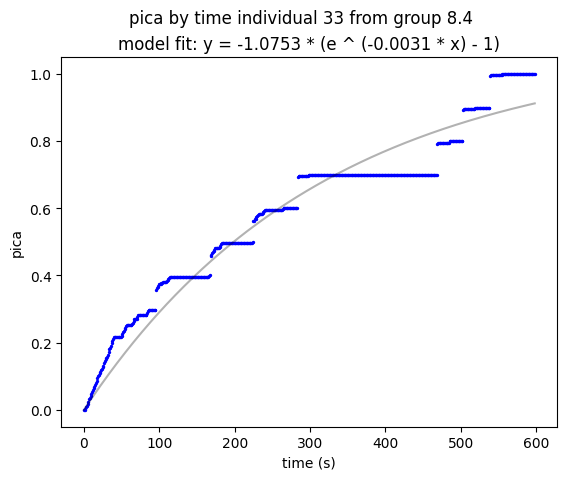 pica by time individual 33 from group 8.4
model fit: y = -1.0753 * (e ^ (-0.0031 * x) - 1)
1.0
0.8
0.6
0.4
0.2
0.0
pica
0 100 200 300 400 500 600
time (s)